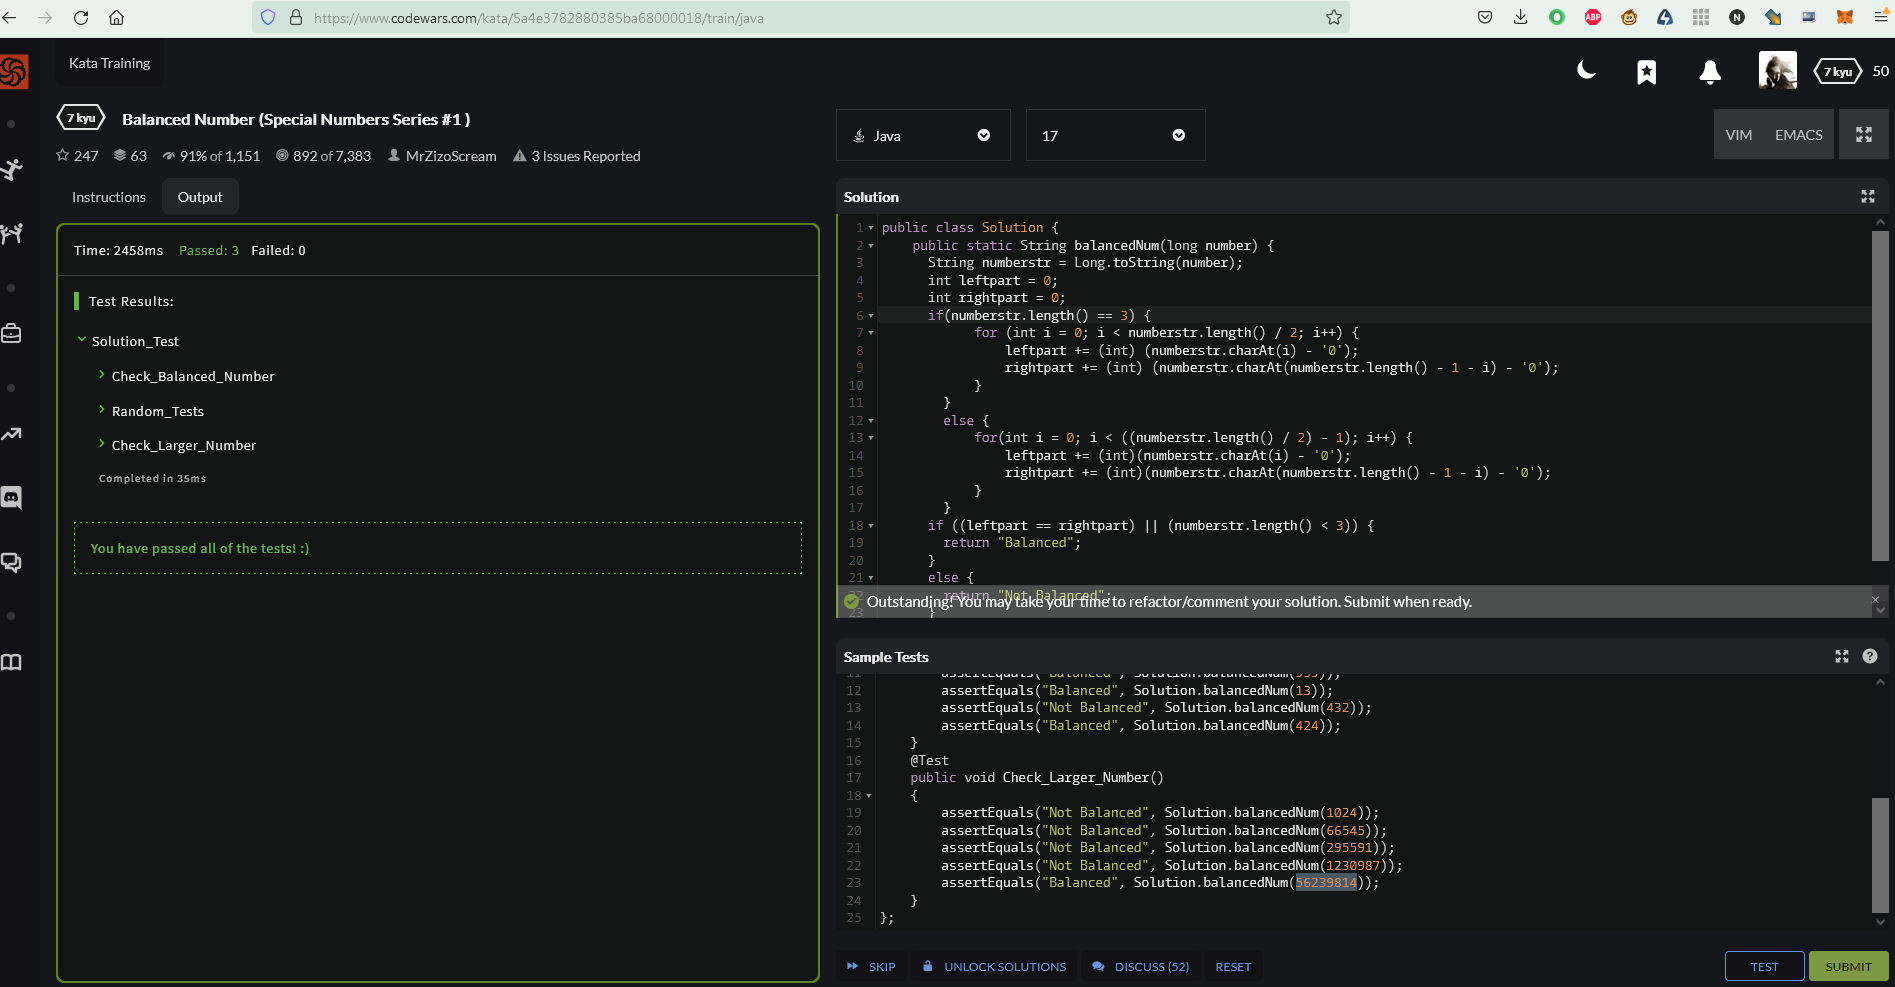 https://www.codewars.com/kata/5a4e3782880385ba68000018/train/java
ABP
N
Kata Training
7 kyu
50
7 kyu
Balanced Number (Special Numbers Series #1 )
247
63
91% of 1,151
892 of 7,383
MrZizoScream
3 Issues Reported
Java
17
VIM
EMACS
Instructions
Output
Time: 2458ms Passed: 3 Failed: 0
Test Results:
Solution_Test
Check_Balanced_Number
Random_Tests
Check_Larger_Number
Completed in 35ms
You have passed all of the tests! :)
Solution
1 public class Solution {
2 public static String balancedNum(long number) {
3 String numberstr = Long.toString(number);
4 int leftpart = 0;
5 int rightpart = 0;
6 if(numberstr.length() == 3) {
7 for (int i = 0; i < numberstr.length() / 2; i++) {
8 leftpart += (int) (numberstr.charAt(i) - '0');
9 rightpart += (int) (numberstr.charAt(numberstr.length() - 1 - i) - '0');
10 }
11 }
12 else {
13 for(int i = 0; i < ((numberstr.length() / 2) - 1); i++) {
14 leftpart += (int)(numberstr.charAt(i) - '0');
15 rightpart += (int)(numberstr.charAt(numberstr.length() - 1 - i) - '0');
16 }
17 }
18 if ((leftpart == rightpart) || (numberstr.length() < 3)) {
19 return "Balanced";
20 }
21 else {
22 return "Not Balanced";
23 }
Outstanding! You may take your time to refactor/comment your solution. Submit when ready.
Sample Tests
11 assertEquals("Balanced", Solution.balancedNum(959));
12 assertEquals("Balanced", Solution.balancedNum(13));
13 assertEquals("Not Balanced", Solution.balancedNum(432));
14 assertEquals("Balanced", Solution.balancedNum(424));
15 }
16 @Test
17 public void Check_Larger_Number()
18 {
19 assertEquals("Not Balanced", Solution.balancedNum(1024));
20 assertEquals("Not Balanced", Solution.balancedNum(66545));
21 assertEquals("Not Balanced", Solution.balancedNum(295591));
22 assertEquals("Not Balanced", Solution.balancedNum(1230987));
23 assertEquals("Balanced", Solution.balancedNum(56239814));
24 }
25 };
SKIP
UNLOCK SOLUTIONS
DISCUSS (52)
RESET
TEST
SUBMIT